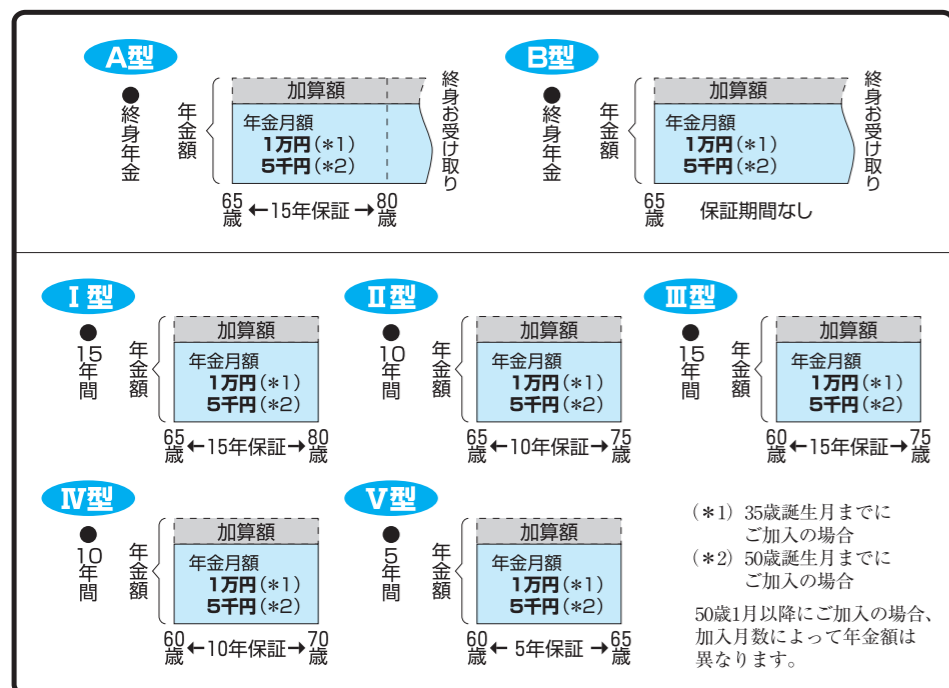 A型
●終身年金
年金額
加算額
年金月額
1万円(*1)
5千円(*2)
終身お受け取り
65歳 ←15年保証→ 80歳
B型
●終身年金
年金額
加算額
年金月額
1万円(*1)
5千円(*2)
終身お受け取り
65歳 保証期間なし
Ⅰ型
●15年間
年金額
加算額
年金月額
1万円(*1)
5千円(*2)
65歳 ←15年保証→ 80歳
Ⅱ型
●10年間
年金額
加算額
年金月額
1万円(*1)
5千円(*2)
65歳 ←10年保証→ 75歳
Ⅲ型
●15年間
年金額
加算額
年金月額
1万円(*1)
5千円(*2)
60歳 ←15年保証→ 75歳
Ⅳ型
●10年間
年金額
加算額
年金月額
1万円(*1)
5千円(*2)
60歳 ←10年保証→ 70歳
Ⅴ型
●5年間
年金額
加算額
年金月額
1万円(*1)
5千円(*2)
60歳 ← 5年保証 → 65歳
(*1) 35歳誕生月までに
ご加入の場合
(*2) 50歳誕生月までに
ご加入の場合
50歳1月以降にご加入の場合、
加入月数によって年金額は
異なります。